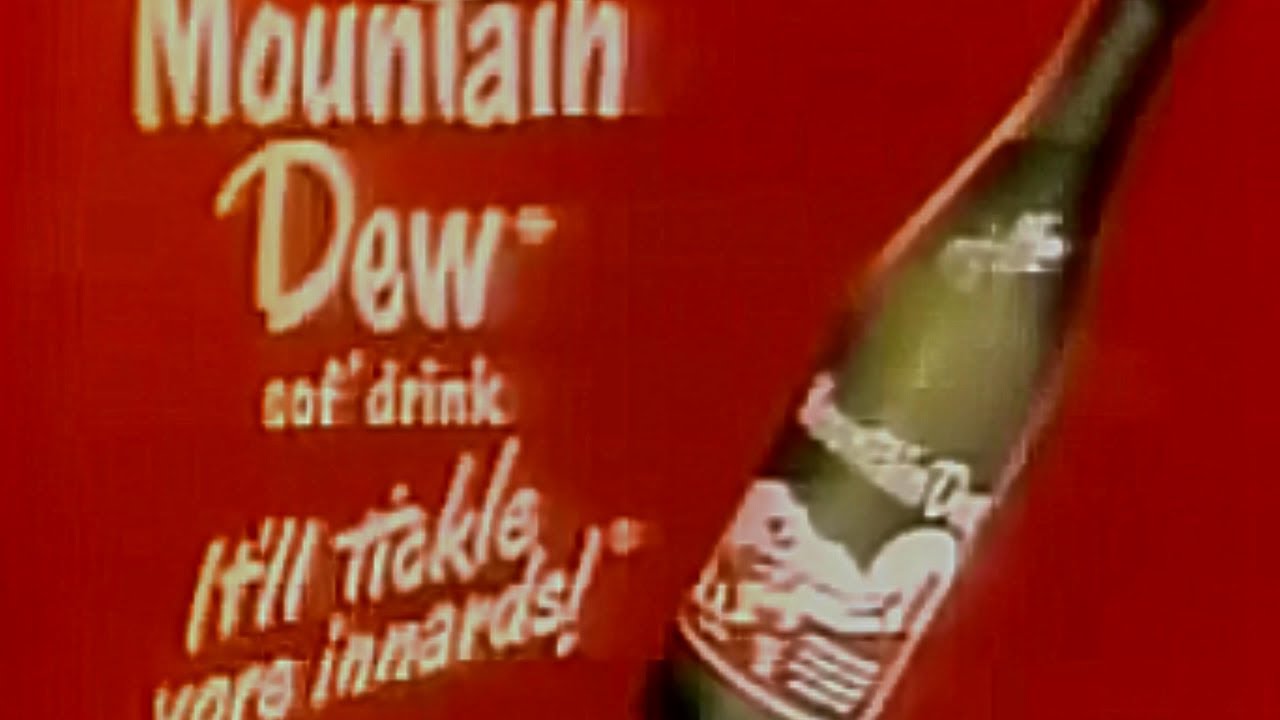 Mountain
Dew*
sof' drink
It'll tickle
yore innards!*